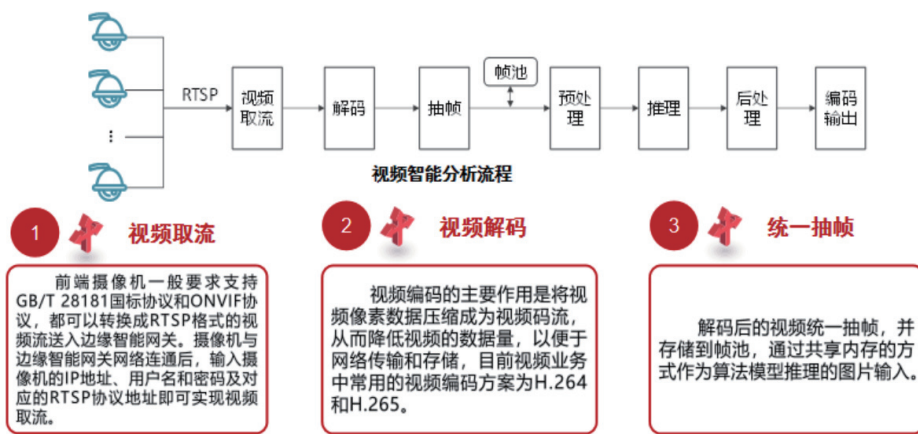 RTSP
视频
取流
解码
抽帧
帧池
预处
理
推理
后处
理
编码
输出
视频智能分析流程
1
视频取流
前端摄像机一般要求支持
GB/T 28181国标协议和ONVIF协
议，都可以转换成RTSP格式的视
频流送入边缘智能网关。摄像机与
边缘智能网关网络连通后，输入摄
像机的IP地址、用户名和密码及对
应的RTSP协议地址即可实现视频
取流。
2
视频解码
视频编码的主要作用是将视
频像素数据压缩成为视频码流，
从而降低视频的数据量，以便于
网络传输和存储，目前视频业务
中常用的视频编码方案为H.264
和H.265。
3
统一抽帧
解码后的视频统一抽帧，并
存储到帧池，通过共享内存的方
式作为算法模型推理的图片输入。